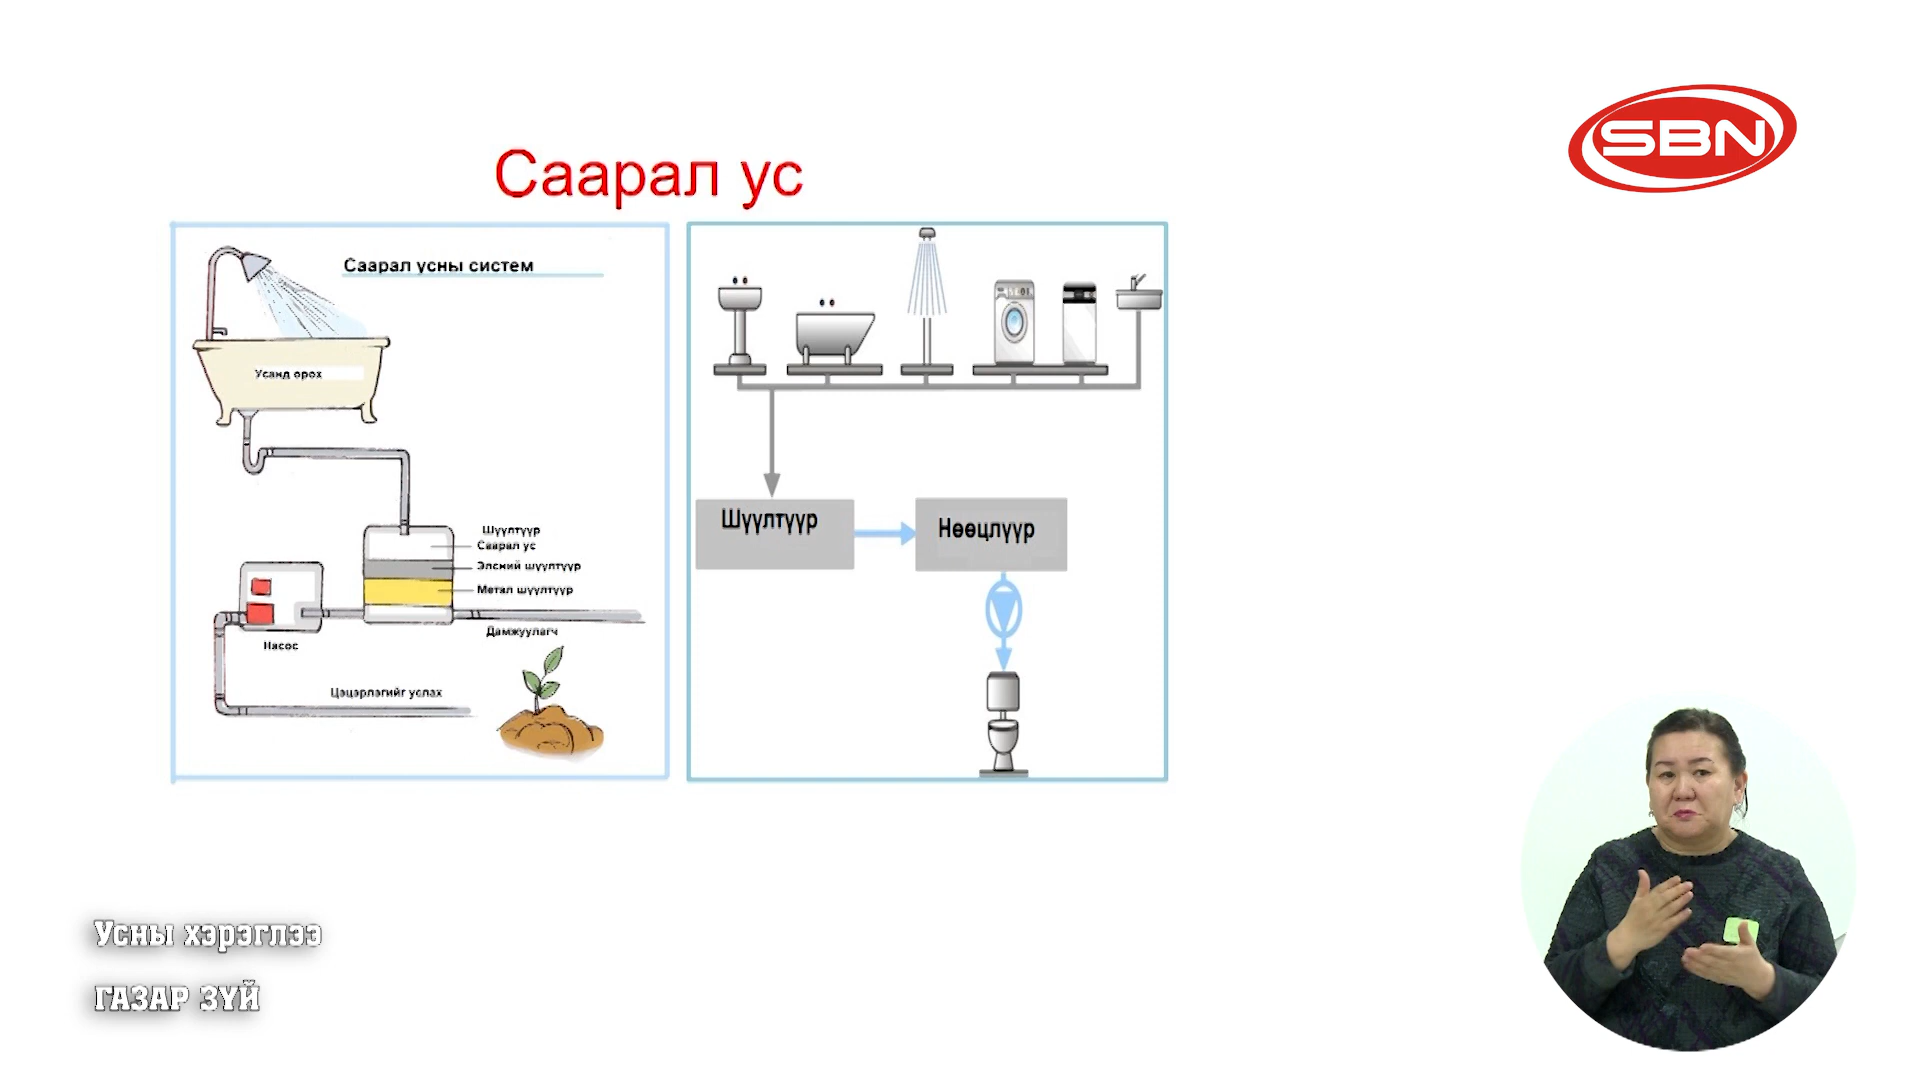 SBN
Саарал ус
Саарал усны систем
Усанд орох
Шүүлтүүр
Саарал ус
Элсний шүүлтүүр
Метал шүүлтүүр
Дамжуулагч
Насос
Цэцэрлэгийг услах
Шүүлтүүр
Нөөцлүүр
Усны хэрэглээ
ГАЗАР ЗҮЙ